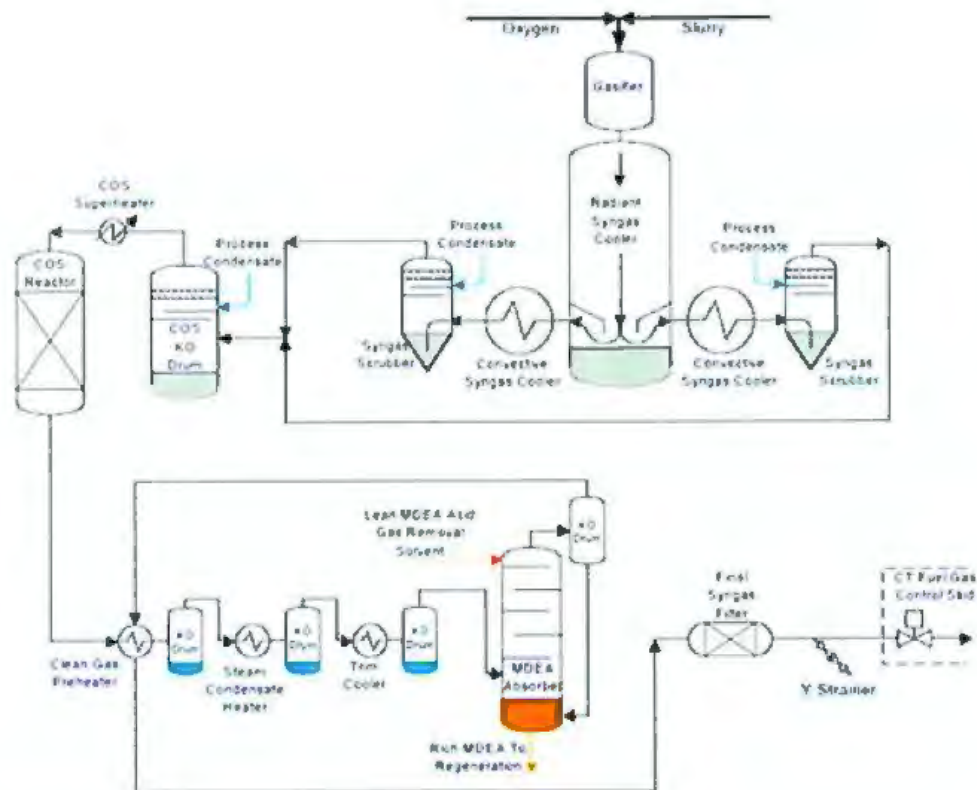 Oxygen
Slurry
Gasifier
COS
Superheater
Radiant
Syngas
Cooler
Process
Condensate
Process
Condensate
Process
Condensate
COS
Reactor
COS
KO
Drum
Syngas
Scrubber
Convective
Syngas Cooler
Convective
Syngas Cooler
Syngas
Scrubber
Lean MDEA Acid
Gas Removal
Solvent
KO
Drum
Final
Syngas
Filter
CT Fuel Gas
Control Skid
KO
Drum
KO
Drum
KO
Drum
Clean Gas
Preheater
Steam
Condensate
Heater
Trim
Cooler
MDEA
Absorber
Y Strainer
Rich MDEA To
Regeneration